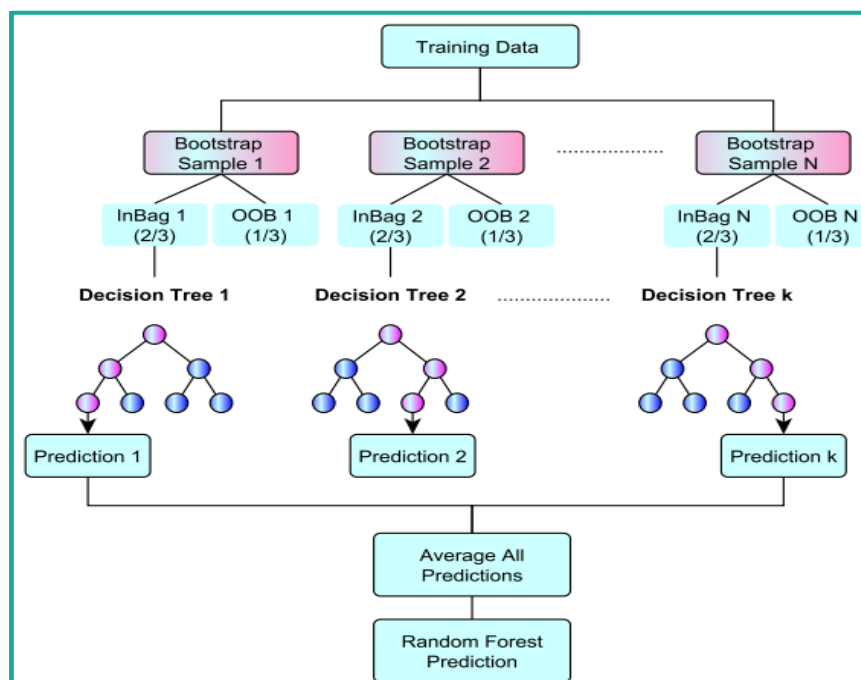 Training Data
Bootstrap
Sample 1
Bootstrap
Sample 2
Bootstrap
Sample N
InBag 1
(2/3)
OOB 1
(1/3)
InBag 2
(2/3)
OOB 2
(1/3)
InBag N
(2/3)
OOB N
(1/3)
Decision Tree 1
Decision Tree 2
Decision Tree k
Prediction 1
Prediction 2
Prediction k
Average All
Predictions
Random Forest
Prediction